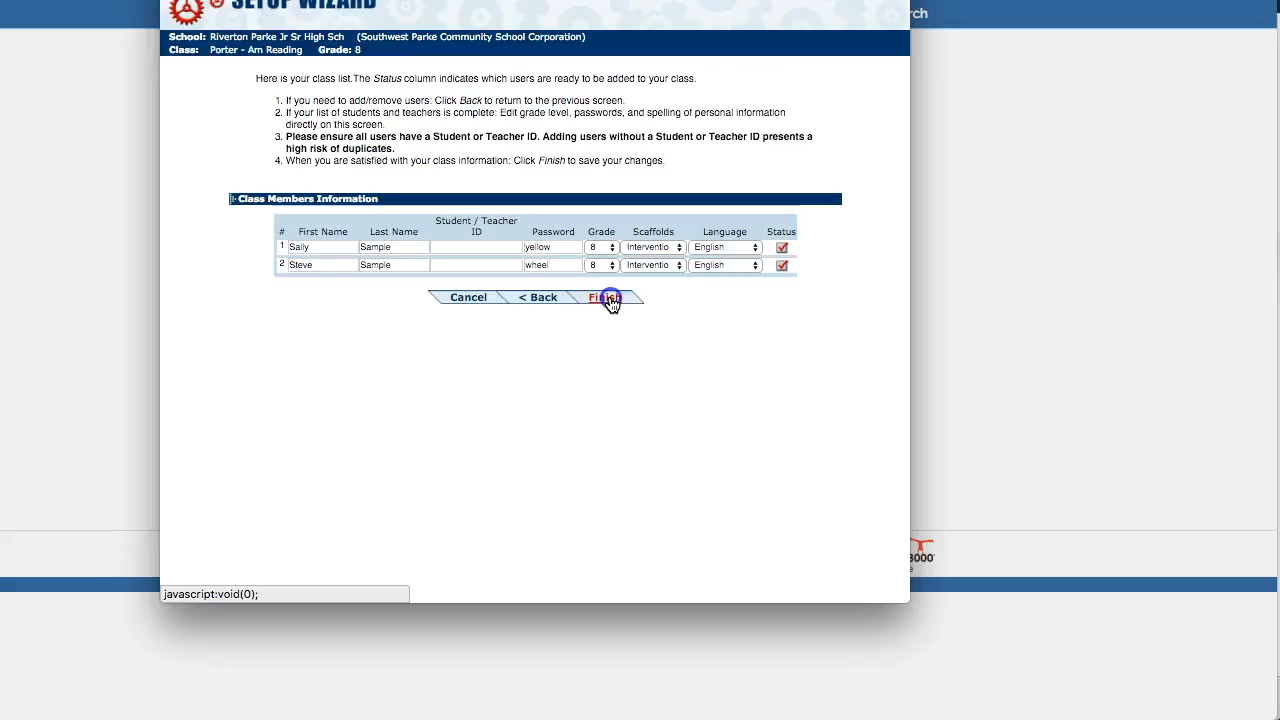 SETUP WIZARD
rch
School: Riverton Parke Jr Sr High Sch (Southwest Parke Community School Corporation)
Class: Porter - Am Reading Grade: 8
Here is your class list.The Status column indicates which users are ready to be added to your class.
1. If you need to add/remove users: Click Back to return to the previous screen.
2. If your list of students and teachers is complete: Edit grade level, passwords, and spelling of personal information
directly on this screen.
3. Please ensure all users have a Student or Teacher ID. Adding users without a Student or Teacher ID presents a
high risk of duplicates.
4. When you are satisfied with your class information: Click Finish to save your changes.
Class Members Information
# First Name Last Name Student / Teacher ID Password Grade Scaffolds Language Status
1 Sally Sample yellow 8 Interventio English
2 Steve Sample wheel 8 Interventio English
Cancel < Back Finish
3000
e
javascript:void(0);